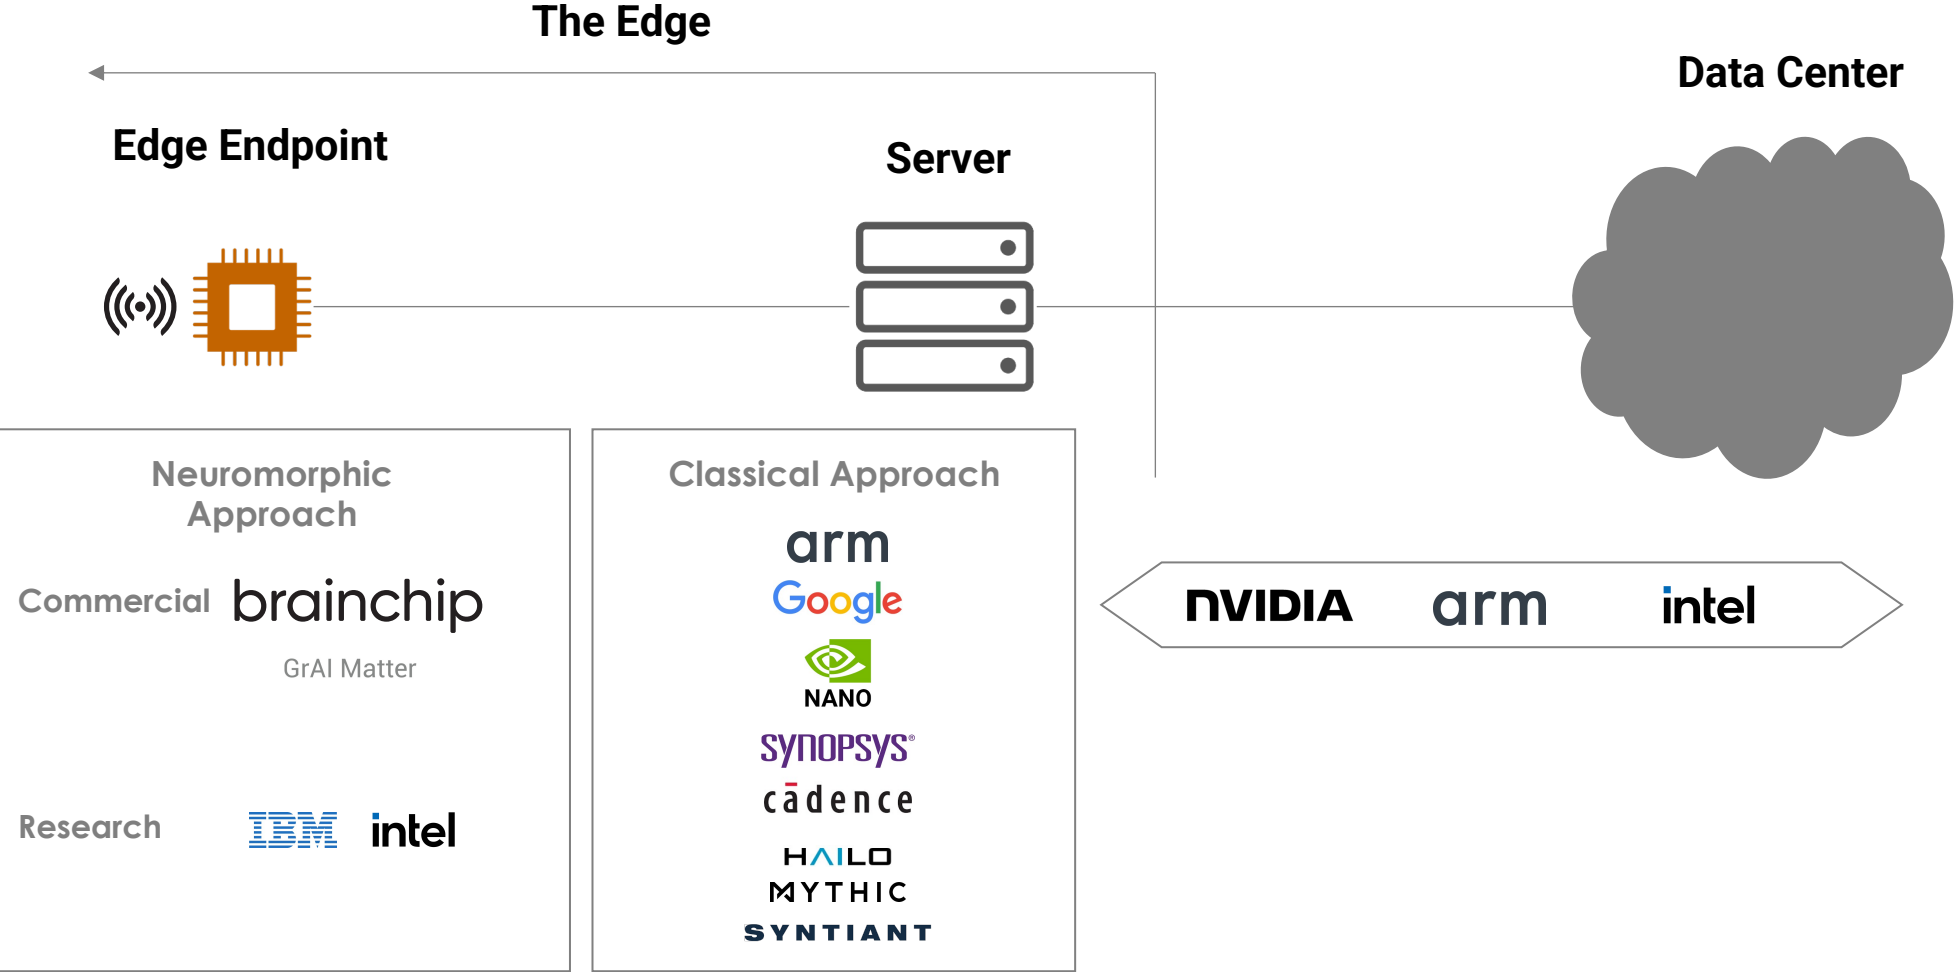 The Edge
Data Center
Edge Endpoint
Server
Neuromorphic
Approach
Commercial brainchip
GrAI Matter
Research IBM intel
Classical Approach
arm
Google
NANO
SYNOPSYS®
cādence
HAILO
MYTHIC
SYNTIANT
NVIDIA arm intel